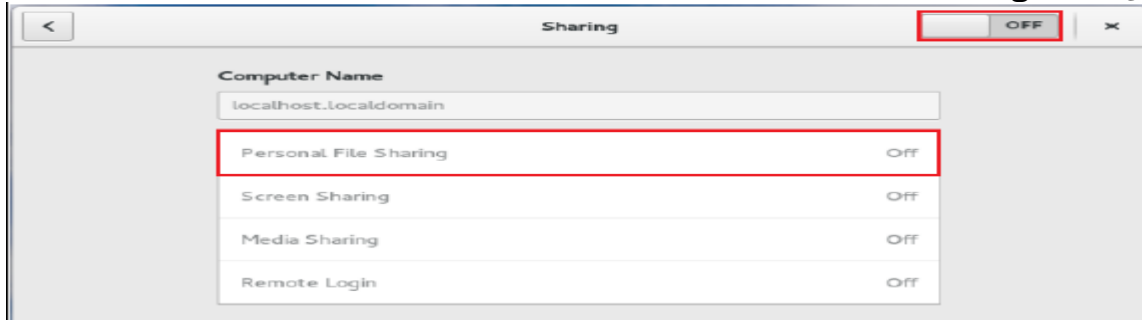 <
Sharing OFF ×
Computer Name
localhost.localdomain
Personal File Sharing Off
Screen Sharing Off
Media Sharing Off
Remote Login Off